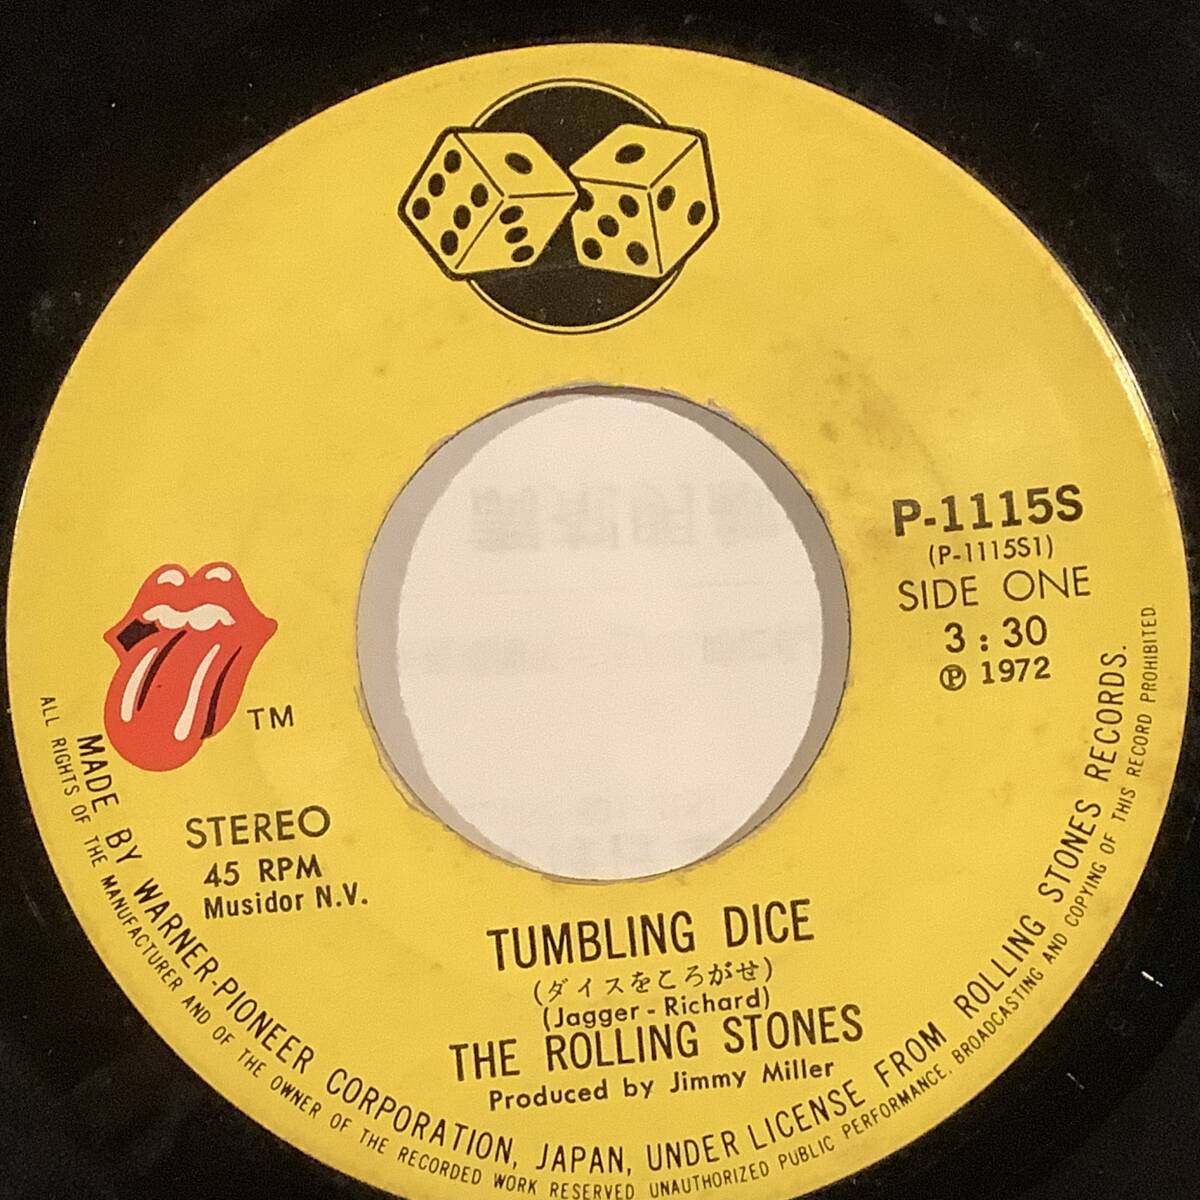 P-1115S
(P-1115S1)
SIDE ONE
3 : 30
Ⓟ 1972
TM
STEREO
45 RPM
Musidor N.V.
TUMBLING DICE
(ダイスをころがせ)
(Jagger - Richard)
THE ROLLING STONES
Produced by Jimmy Miller
MADE BY WARNER-PIONEER CORPORATION, JAPAN, UNDER LICENSE FROM ROLLING STONES RECORDS.
ALL RIGHTS OF THE MANUFACTURER AND OF THE OWNER OF THE RECORDED WORK RESERVED UNAUTHORIZED PUBLIC PERFORMANCE, BROADCASTING AND COPYING OF THIS RECORD PROHIBITED